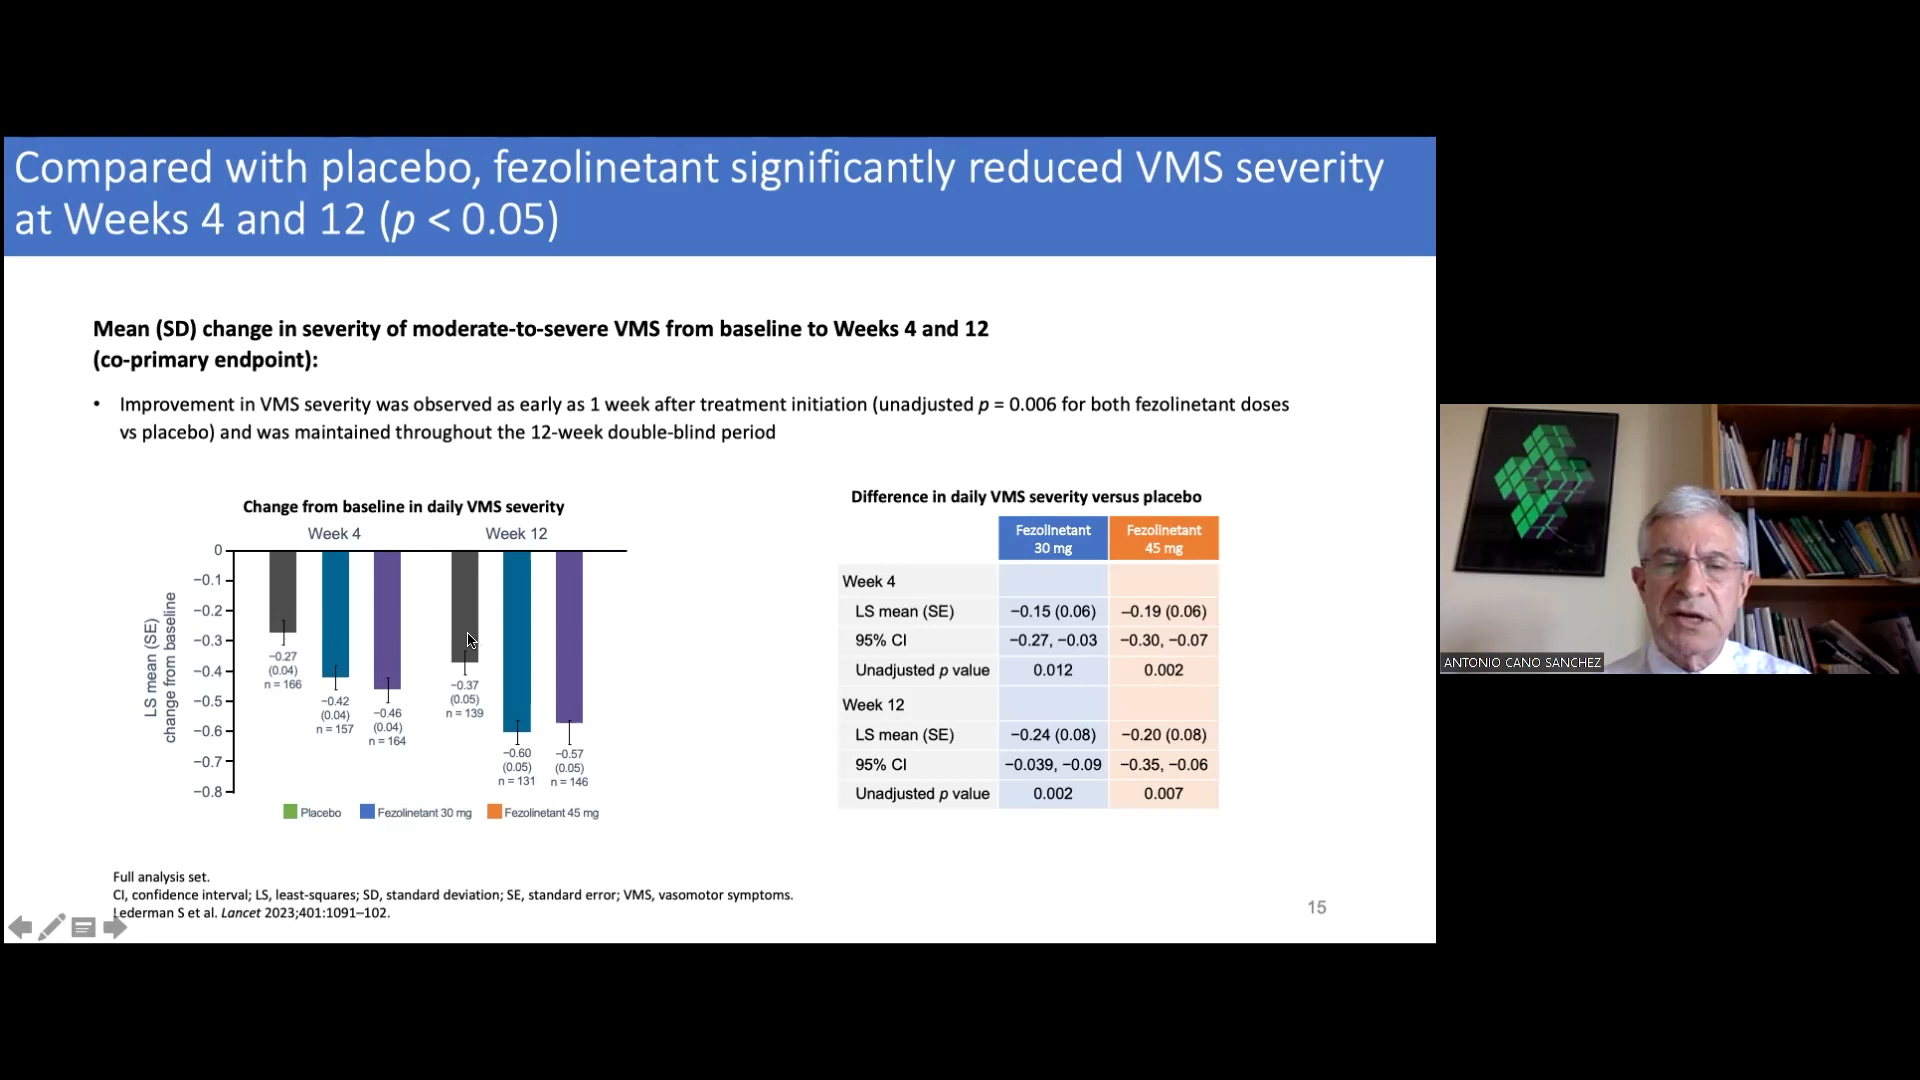 Compared with placebo, fezolinetant significantly reduced VMS severity
at Weeks 4 and 12 (p < 0.05)
Mean (SD) change in severity of moderate-to-severe VMS from baseline to Weeks 4 and 12
(co-primary endpoint):
• Improvement in VMS severity was observed as early as 1 week after treatment initiation (unadjusted p = 0.006 for both fezolinetant doses
vs placebo) and was maintained throughout the 12-week double-blind period
Change from baseline in daily VMS severity
Week 4 Week 12
LS mean (SE)
change from baseline
0
−0.1
−0.2
−0.3
−0.4
−0.5
−0.6
−0.7
−0.8
−0.27
(0.04)
n = 166
−0.42
(0.04)
n = 157
−0.46
(0.04)
n = 164
−0.37
(0.05)
n = 139
−0.60
(0.05)
n = 131
−0.57
(0.05)
n = 146
Placebo Fezolinetant 30 mg Fezolinetant 45 mg
Difference in daily VMS severity versus placebo
Fezolinetant
30 mg
Fezolinetant
45 mg
Week 4
LS mean (SE) −0.15 (0.06) −0.19 (0.06)
95% CI −0.27, −0.03 −0.30, −0.07
Unadjusted p value 0.012 0.002
Week 12
LS mean (SE) −0.24 (0.08) −0.20 (0.08)
95% CI −0.039, −0.09 −0.35, −0.06
Unadjusted p value 0.002 0.007
Full analysis set.
CI, confidence interval; LS, least-squares; SD, standard deviation; SE, standard error; VMS, vasomotor symptoms.
Lederman S et al. Lancet 2023;401:1091–102.
15
ANTONIO CANO SANCHEZ